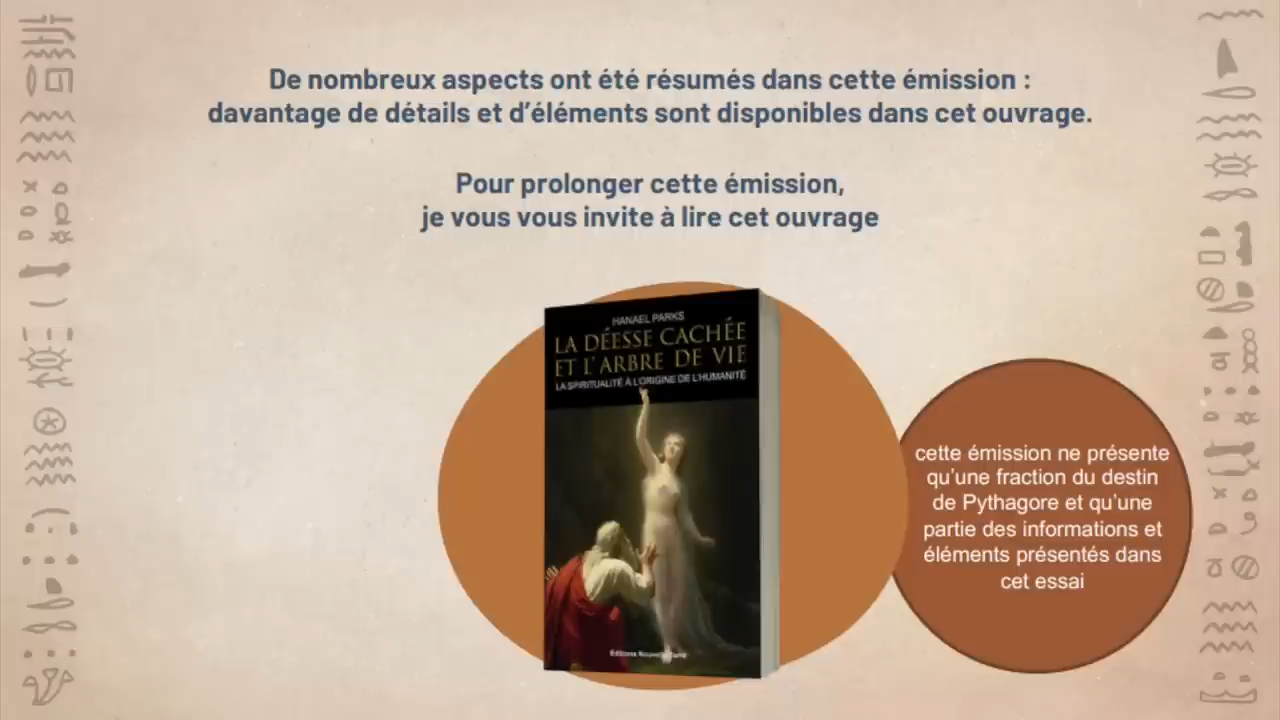 De nombreux aspects ont été résumés dans cette émission :
davantage de détails et d'éléments sont disponibles dans cet ouvrage.
Pour prolonger cette émission,
je vous vous invite à lire cet ouvrage
HANAEL PARKS
LA DÉESSE CACHÉE
ET L'ARBRE DE VIE
LA SPIRITUALITÉ À L'ORIGINE DE L'HUMANITÉ
Éditions Nouvelle Terre
cette émission ne présente
qu'une fraction du destin
de Pythagore et qu'une
partie des informations et
éléments présentés dans
cet essai